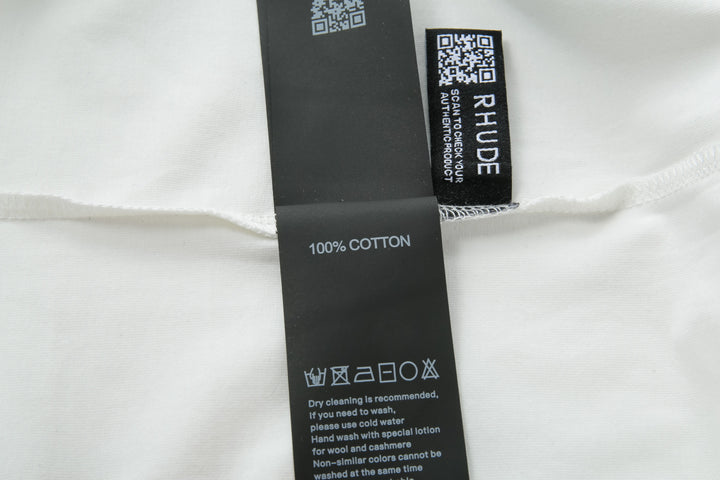 RHUDE
SCAN TO CHECK YOUR
AUTHENTIC PRODUCT
100% COTTON
Dry cleaning is recommended,
if you need to wash,
please use cold water
Hand wash with special lotion
for wool and cashmere
Non-similar colors cannot be
washed at the same time